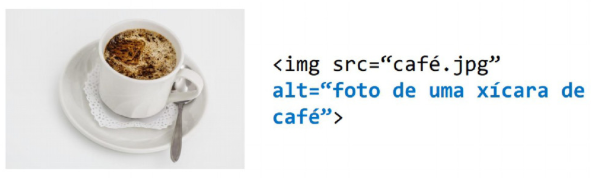 <img src=“café.jpg”
alt=“foto de uma xícara de
café”>